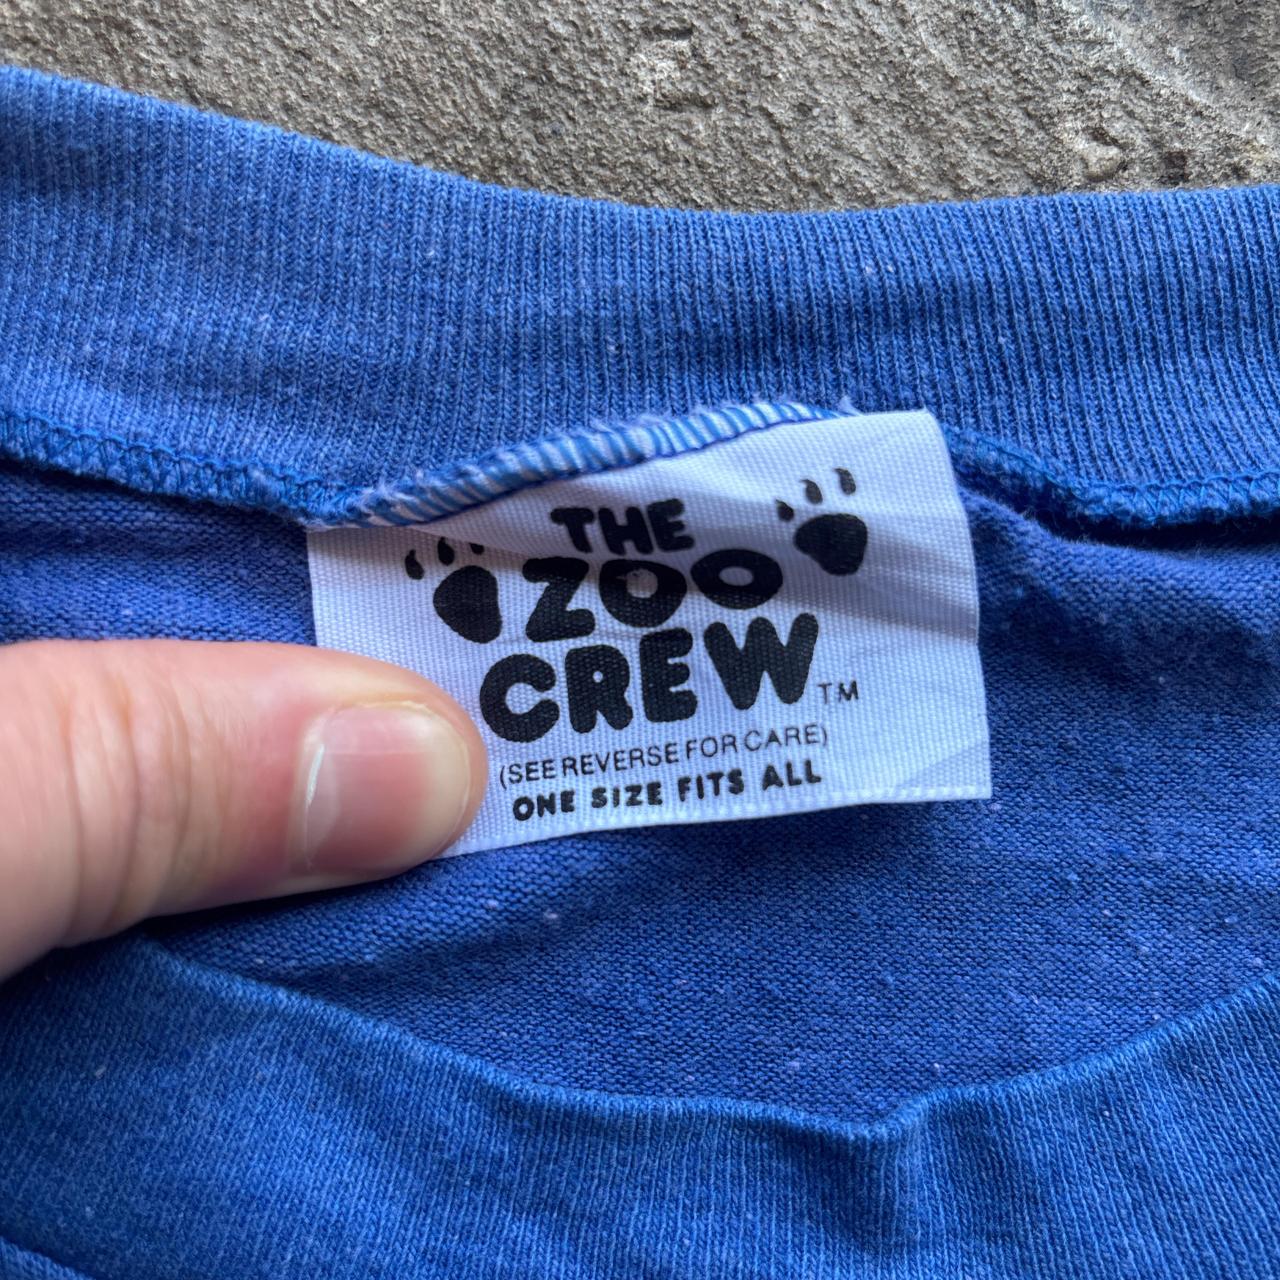 THE
ZOO
CREW™
(SEE REVERSE FOR CARE)
ONE SIZE FITS ALL